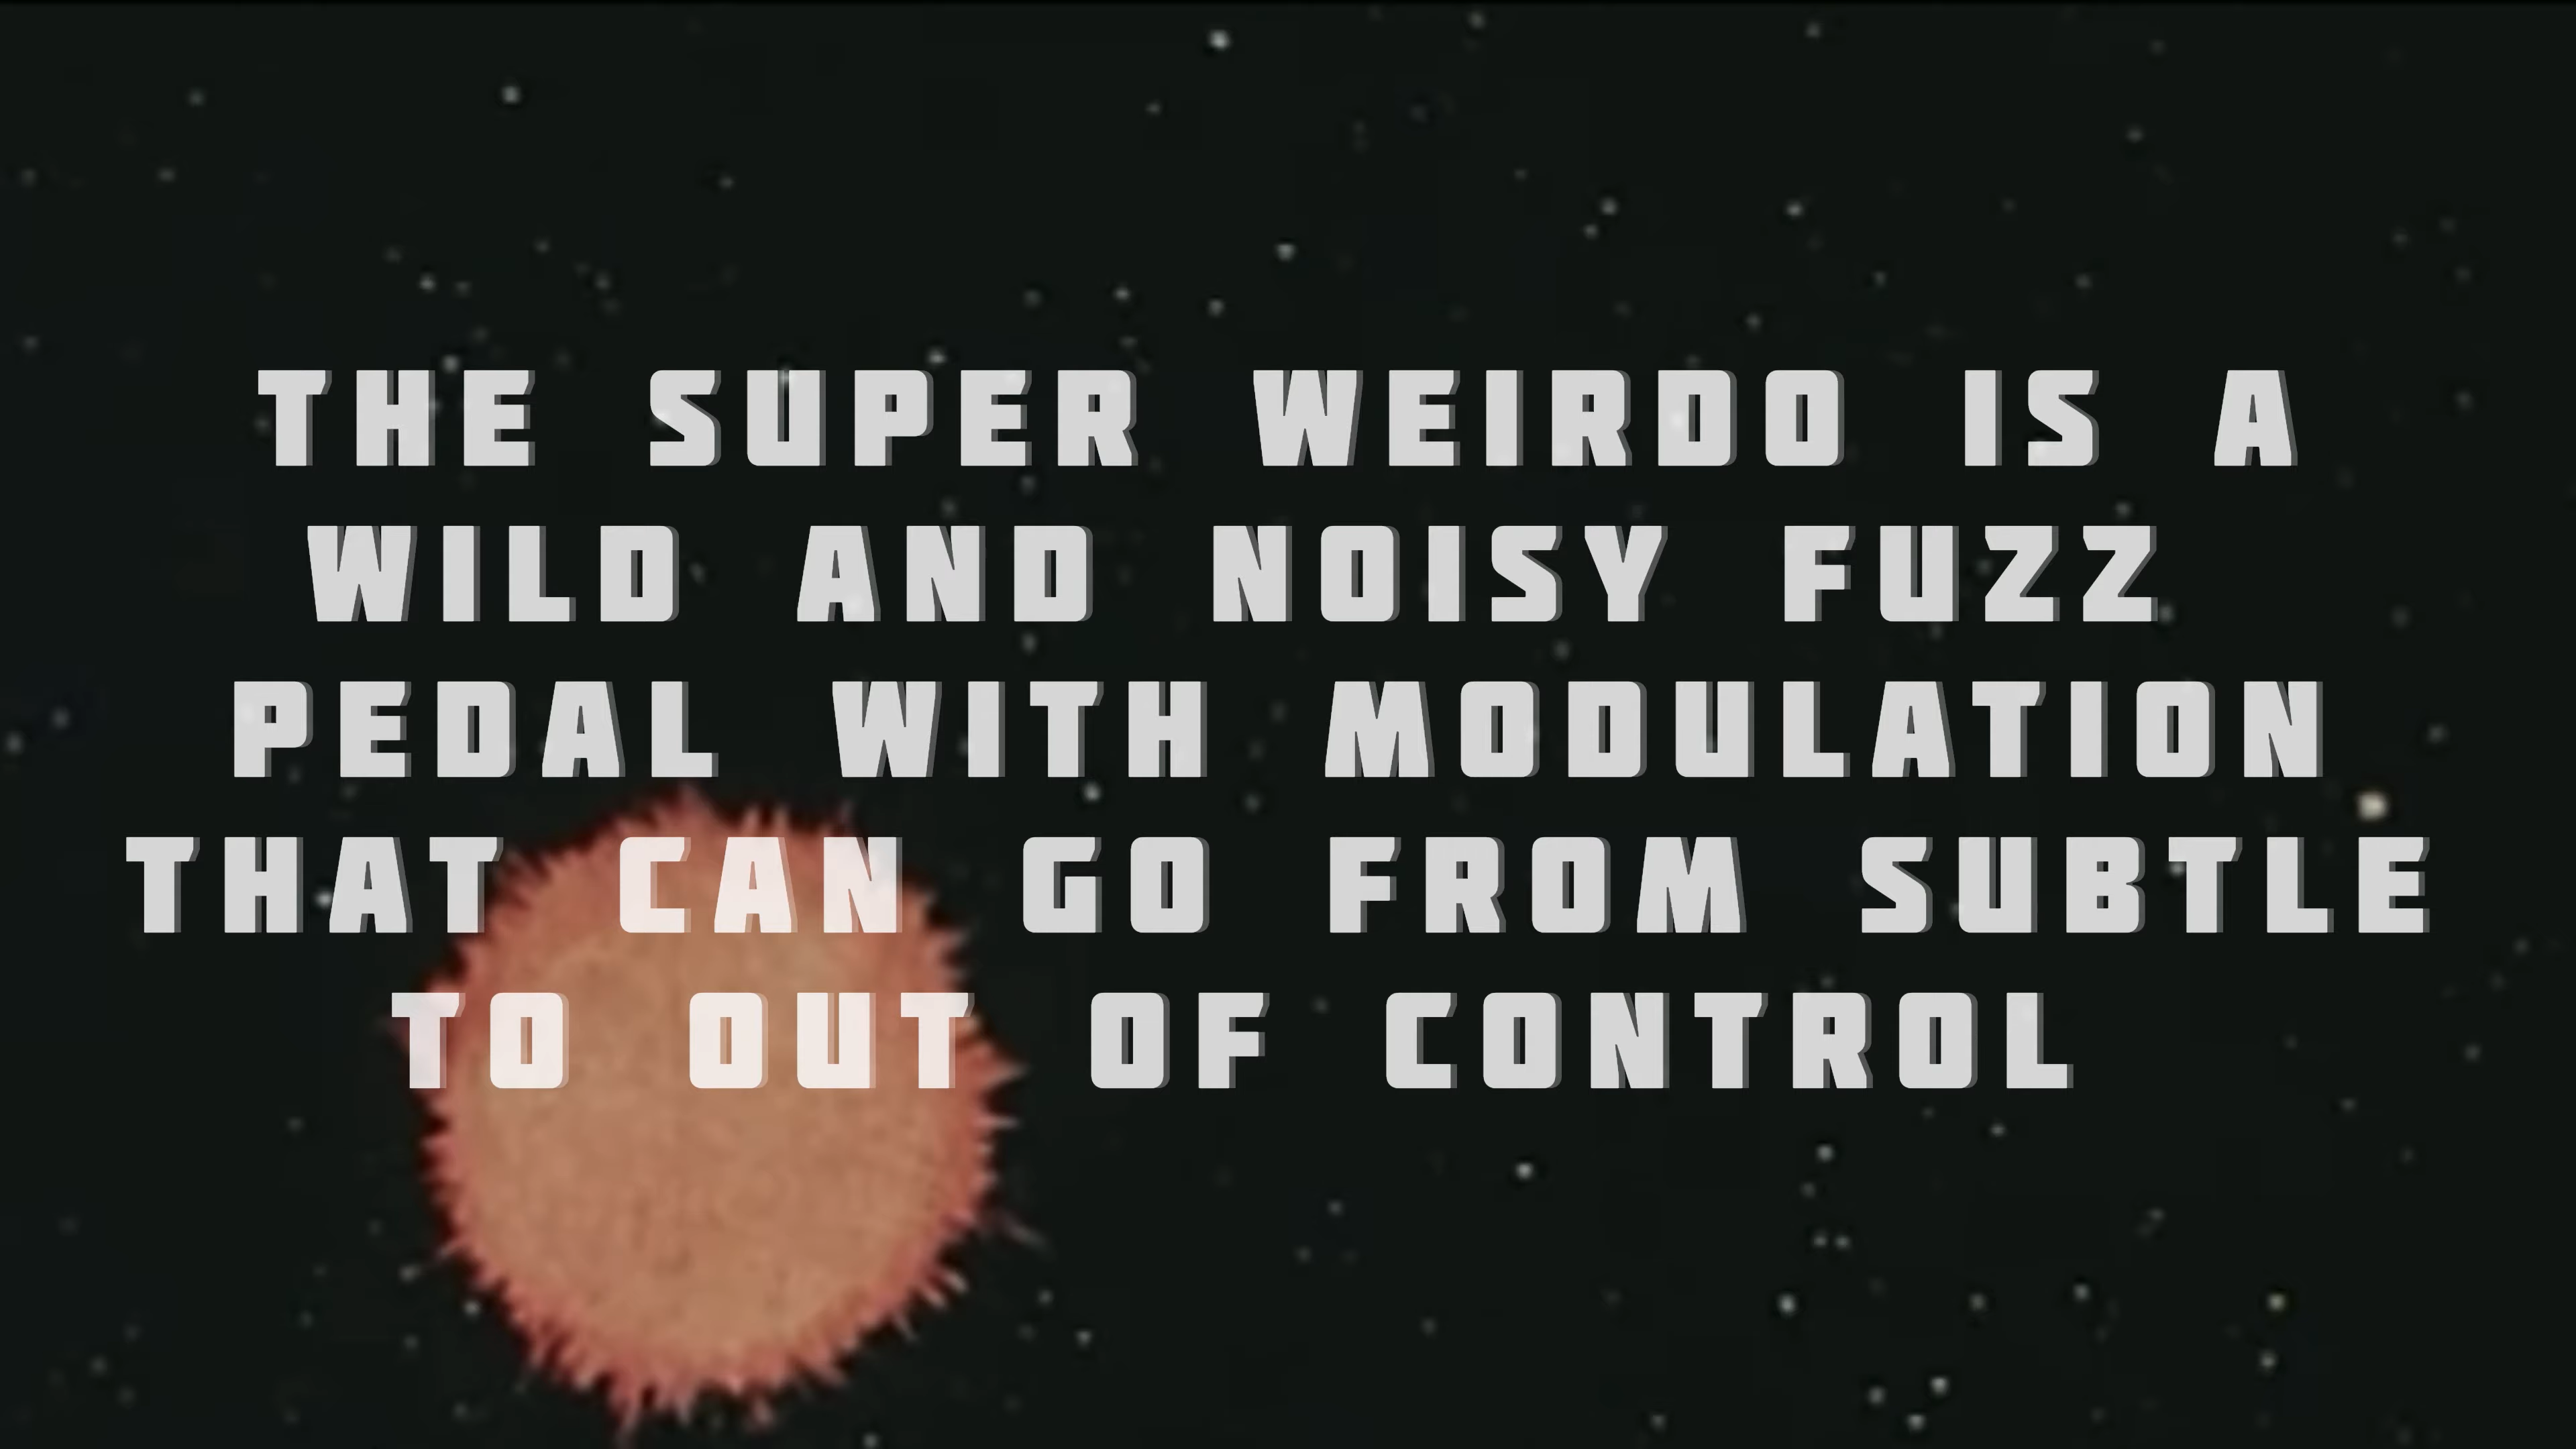 THE SUPER WEIRDO IS A
WILD AND NOISY FUZZ
PEDAL WITH MODULATION
THAT CAN GO FROM SUBTLE
TO OUT OF CONTROL